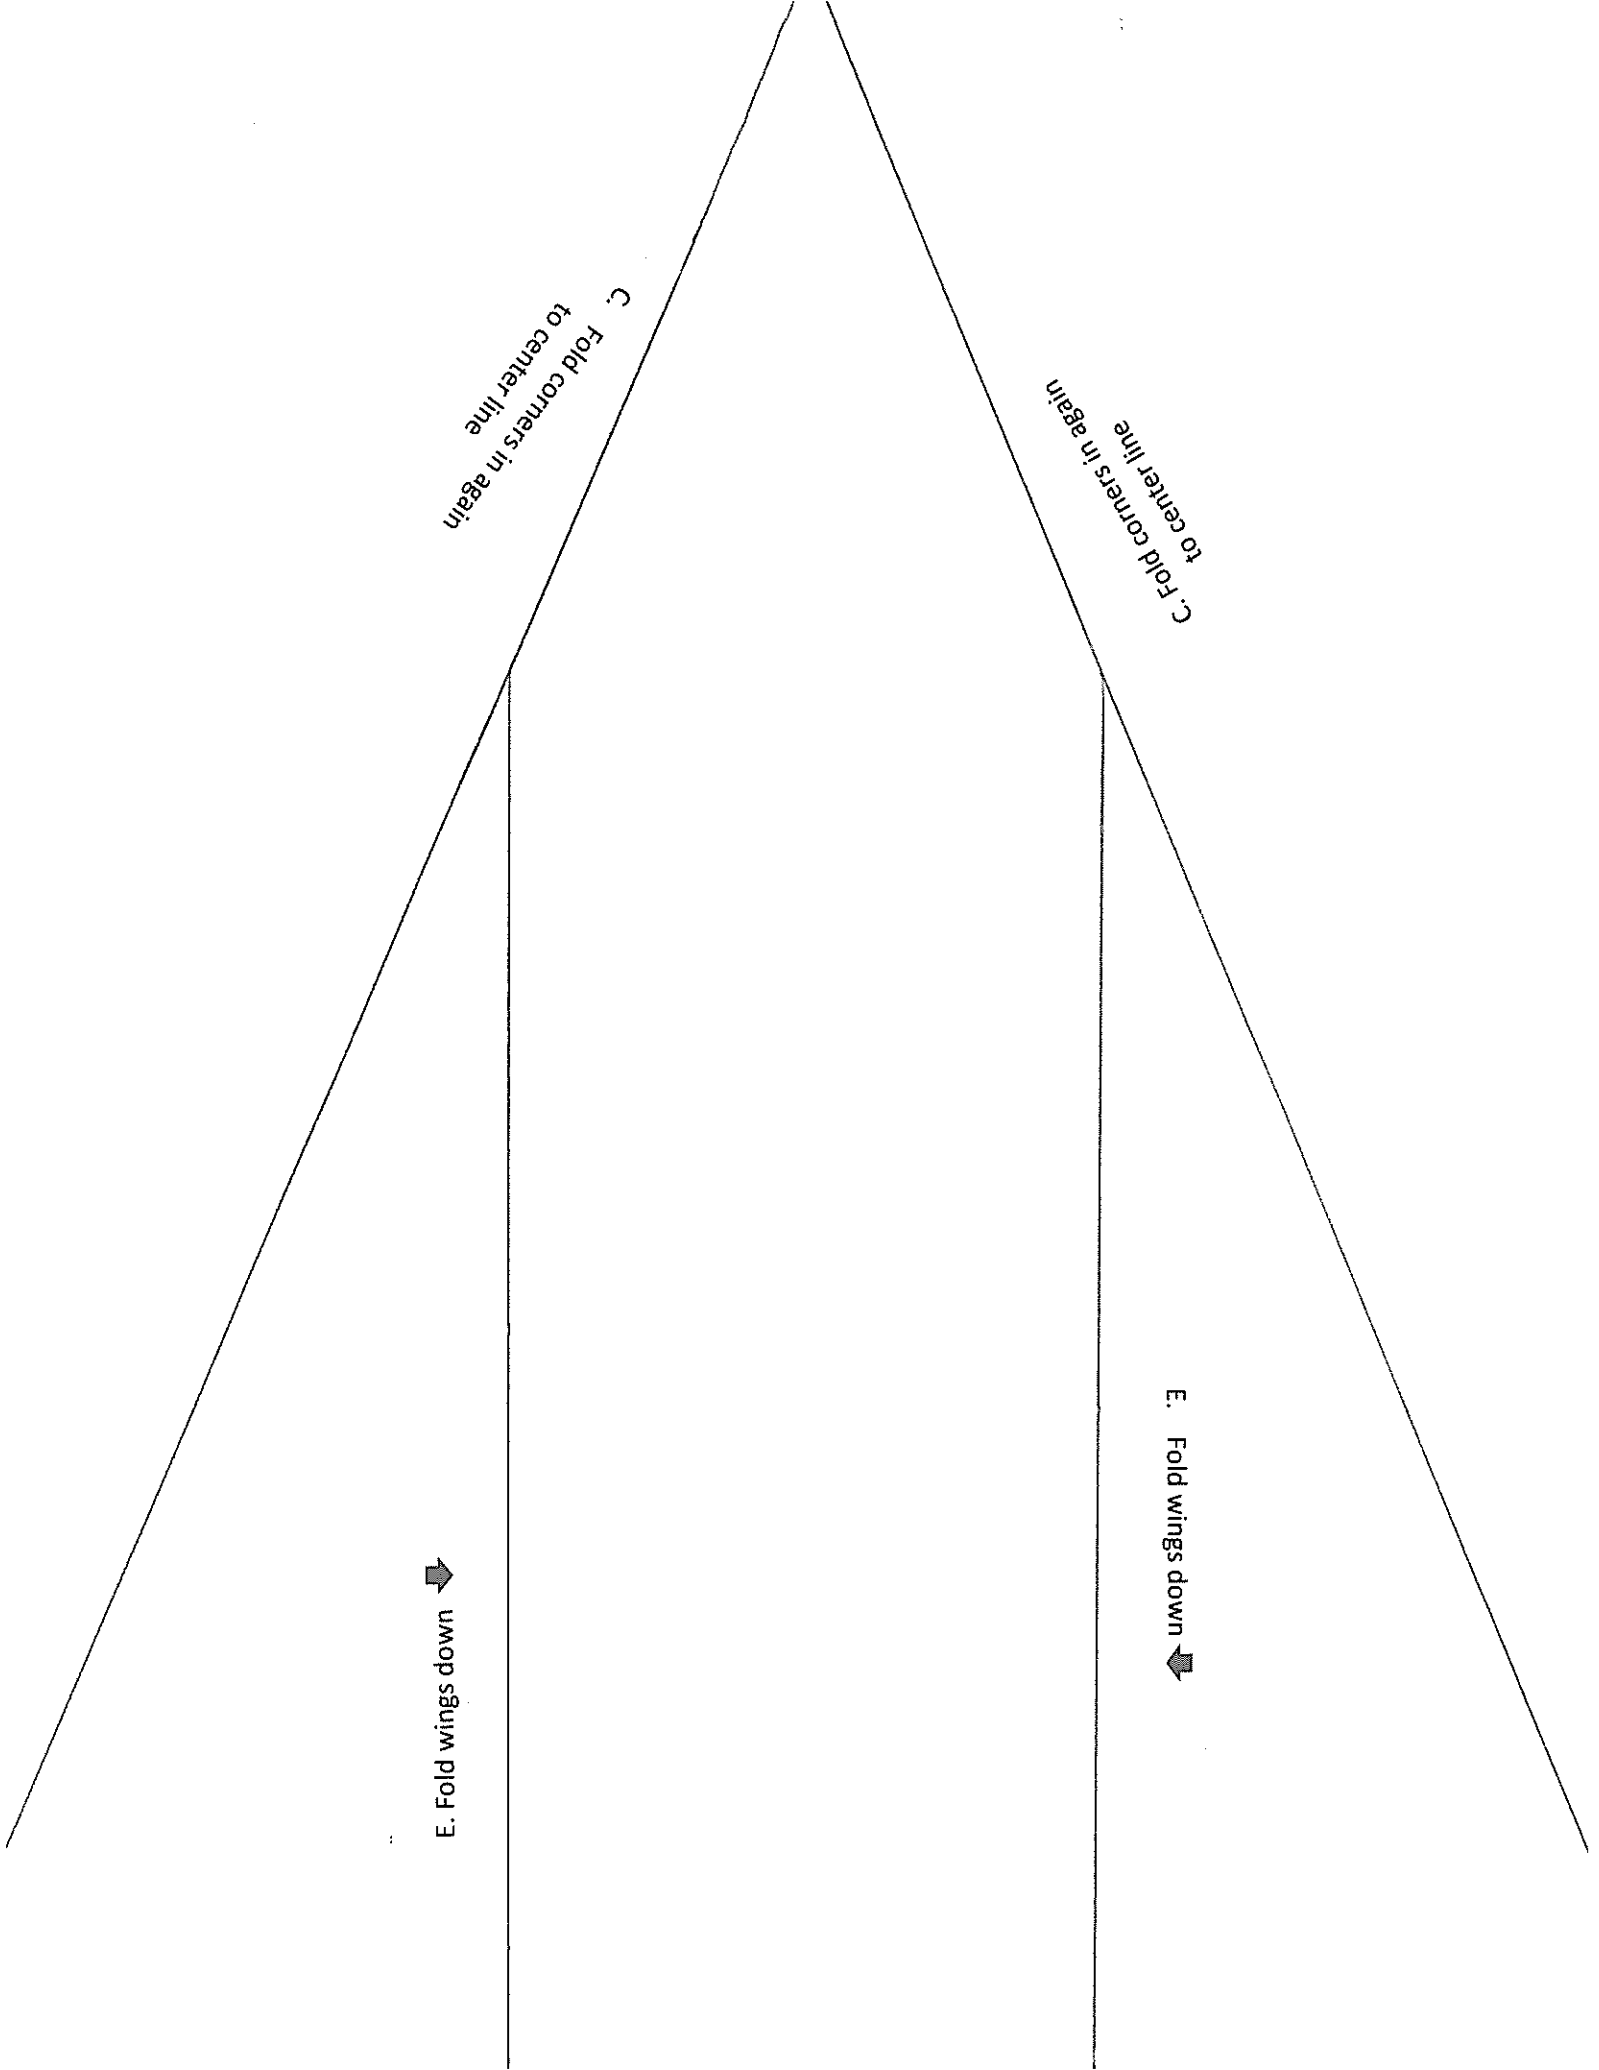 C. Fold corners in again
to center line
C. Fold corners in again
to center line
E. Fold wings down
E. Fold wings down